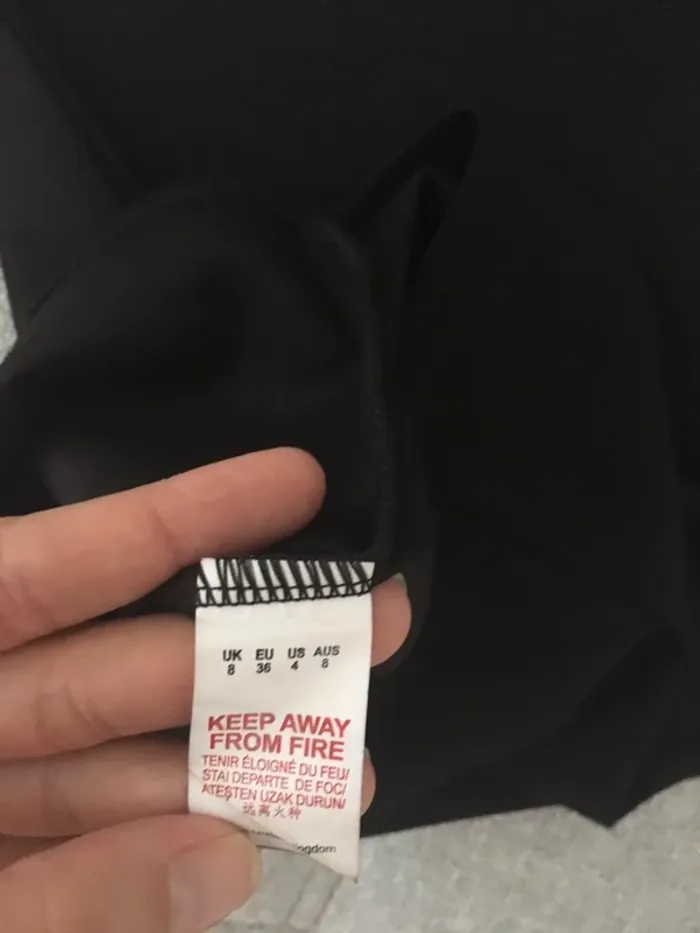 UK EU US AUS
8 36 4 8
KEEP AWAY
FROM FIRE
TENIR ÉLOIGNÉ DU FEU/
STAI DEPARTE DE FOC/
ATEŞTEN UZAK DURUN/
远离火种